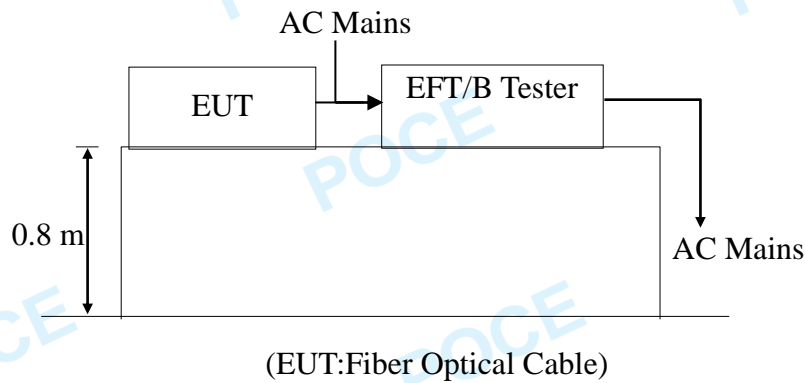 AC Mains
EUT
EFT/B Tester
0.8 m
AC Mains
(EUT:Fiber Optical Cable)
POCE
POCE
POCE